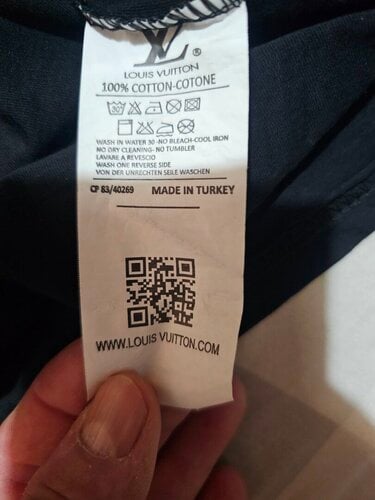 LV ®
LOUIS VUITTON
100% COTTON-COTONE
30
WASH IN WATER 30 -NO BLEACH-COOL IRON
NO DRY CLEANING- NO TUMBLER
LAVARE A REVESCIO
WASH ONE REVERSE SIDE
VON DER UNRECHTEN SEILE WASCHEN
CP 83/40269 MADE IN TURKEY
WWW.LOUIS VUITTON.COM